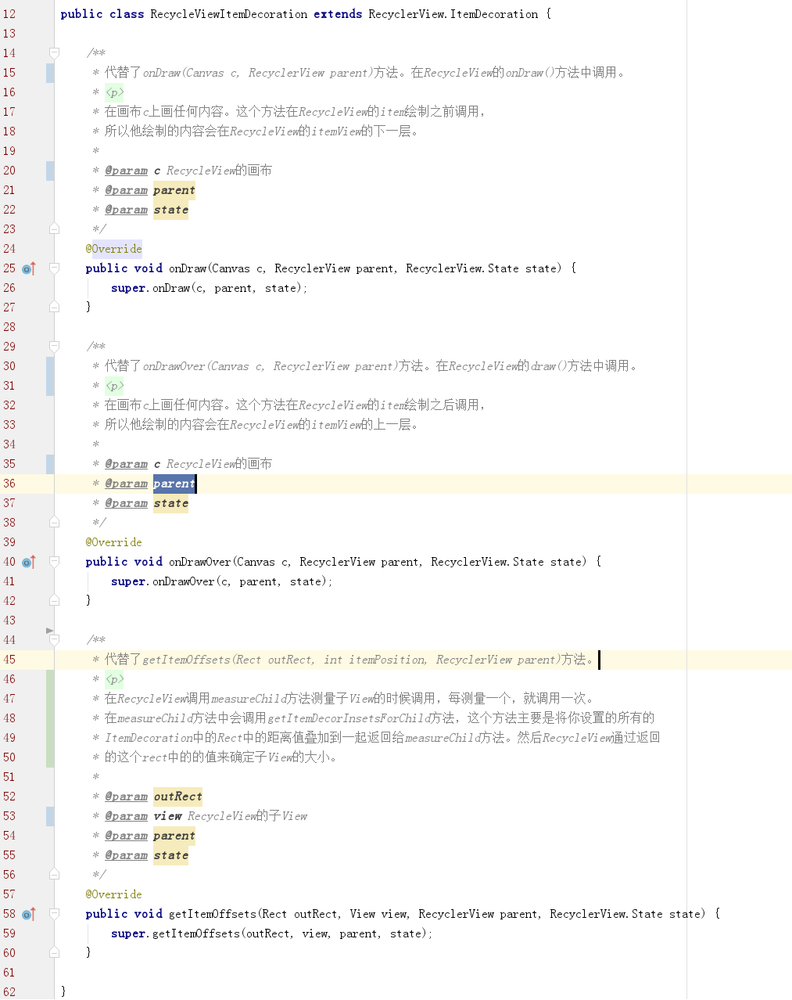 12 public class RecycleViewItemDecoration extends RecyclerView.ItemDecoration {
13
14 /**
15 * 代替了onDraw(Canvas c, RecyclerView parent)方法。在RecycleView的onDraw()方法中调用。
16 * <p>
17 * 在画布c上画任何内容。这个方法在RecycleView的item绘制之前调用，
18 * 所以他绘制的内容会在RecycleView的itemView的下一层。
19 *
20 * @param c RecycleView的画布
21 * @param parent
22 * @param state
23 */
24 @Override
25 public void onDraw(Canvas c, RecyclerView parent, RecyclerView.State state) {
26 super.onDraw(c, parent, state);
27 }
28
29 /**
30 * 代替了onDrawOver(Canvas c, RecyclerView parent)方法。在RecycleView的draw()方法中调用。
31 * <p>
32 * 在画布c上画任何内容。这个方法在RecycleView的item绘制之后调用，
33 * 所以他绘制的内容会在RecycleView的itemView的上一层。
34 *
35 * @param c RecycleView的画布
36 * @param parent
37 * @param state
38 */
39 @Override
40 public void onDrawOver(Canvas c, RecyclerView parent, RecyclerView.State state) {
41 super.onDrawOver(c, parent, state);
42 }
43
44 /**
45 * 代替了getItemOffsets(Rect outRect, int itemPosition, RecyclerView parent)方法。
46 * <p>
47 * 在RecycleView调用measureChild方法测量子View的时候调用，每测量一个，就调用一次。
48 * 在measureChild方法中会调用getItemDecorInsetsForChild方法，这个方法主要是将你设置的所有的
49 * ItemDecoration中的Rect中的距离值叠加到一起返回给measureChild方法。然后RecycleView通过返回
50 * 的这个rect中的的值来确定子View的大小。
51 *
52 * @param outRect
53 * @param view RecycleView的子View
54 * @param parent
55 * @param state
56 */
57 @Override
58 public void getItemOffsets(Rect outRect, View view, RecyclerView parent, RecyclerView.State state) {
59 super.getItemOffsets(outRect, view, parent, state);
60 }
61
62 }